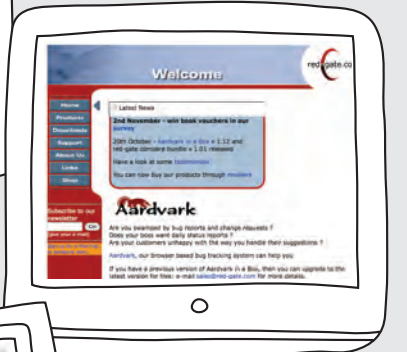 red-gate.co
Welcome
Home
Products
Downloads
Support
About Us
Links
Shop
Latest News
2nd November - win book vouchers in our
survey
20th October - Aardvark in a Box v 1.12 and
red-gate bundle v 1.01 released
Have a look at some testimonials
You can now buy our products through resellers
Subscribe to our
newsletter
Go
(give your e-mail)
Aardvark
Are you swamped by bug reports and change requests ?
Does your boss want daily status reports ?
Are your customers unhappy with the way you handle their suggestions ?
Aardvark, our browser based bug tracking system can help you
If you have a previous version of Aardvark in a Box, then you can upgrade to the
latest version for free: e-mail sales@red-gate.com for more details.